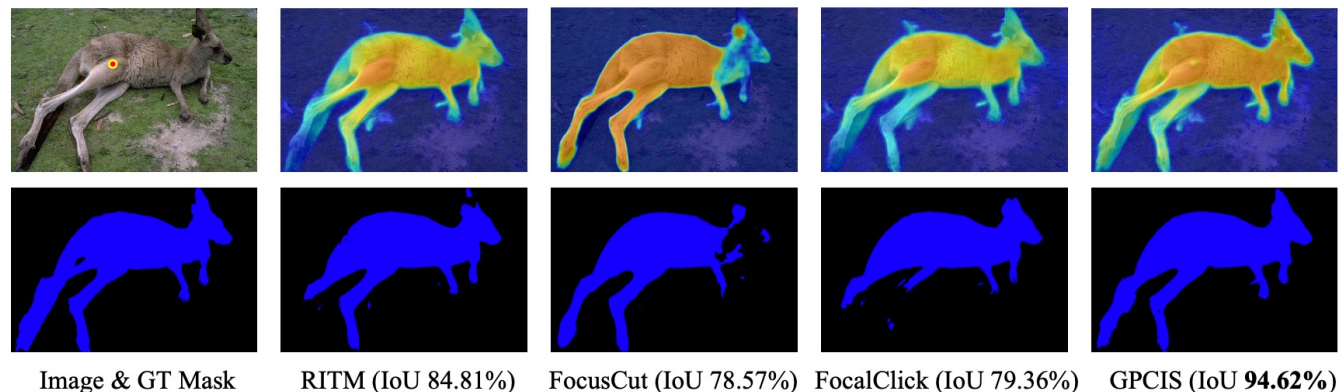 Image & GT Mask RITM (IoU 84.81%) FocusCut (IoU 78.57%) FocalClick (IoU 79.36%) GPCIS (IoU 94.62%)